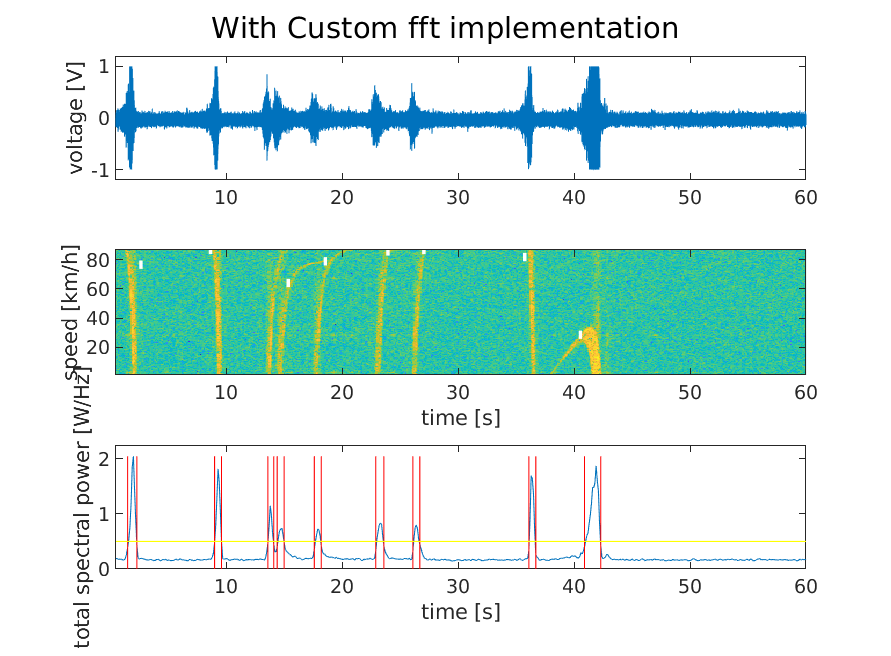 With Custom fft implementation
voltage [V]
1
0
-1
10 20 30 40 50 60
speed [km/h]
80
60
40
20
10 20 30 40 50 60
time [s]
total spectral power [W/Hz]
2
1
0
10 20 30 40 50 60
time [s]